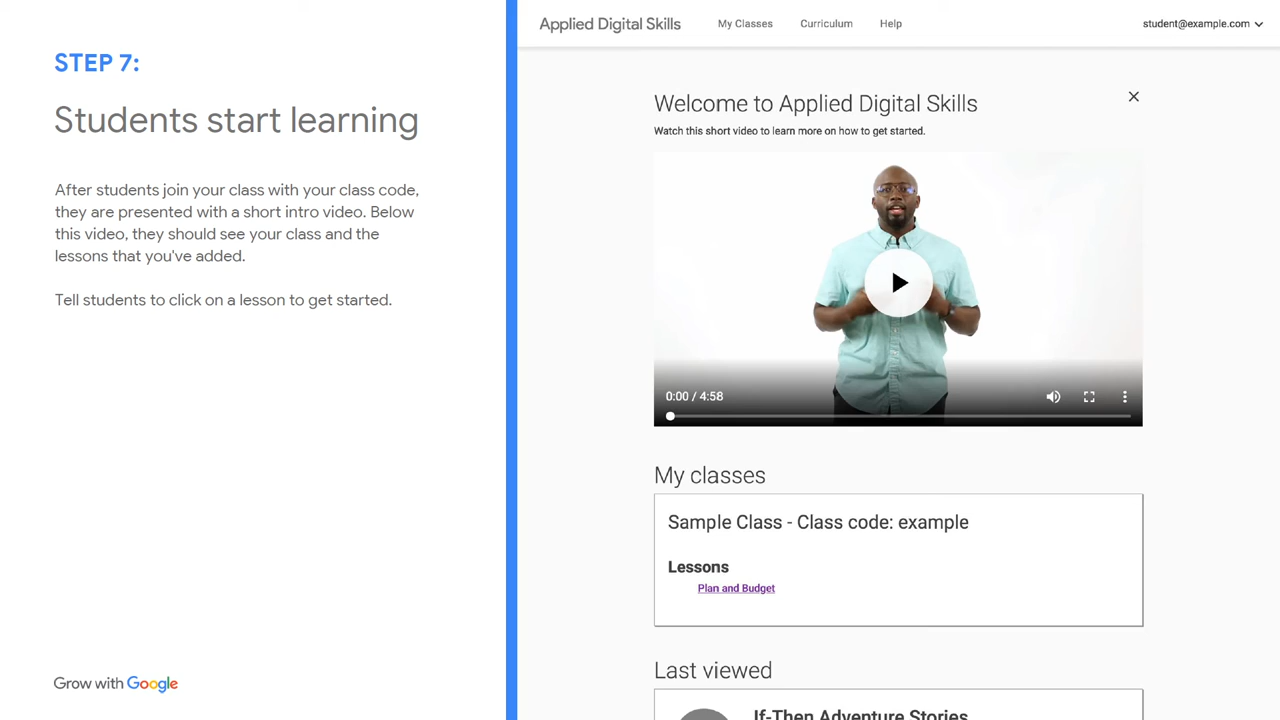 STEP 7:
Students start learning
After students join your class with your class code,
they are presented with a short intro video. Below
this video, they should see your class and the
lessons that you've added.
Tell students to click on a lesson to get started.
Grow with Google
Applied Digital Skills
My Classes
Curriculum
Help
student@example.com
Welcome to Applied Digital Skills
Watch this short video to learn more on how to get started.
0:00 / 4:58
My classes
Sample Class - Class code: example
Lessons
Plan and Budget
Last viewed
If-Then Adventure Stories